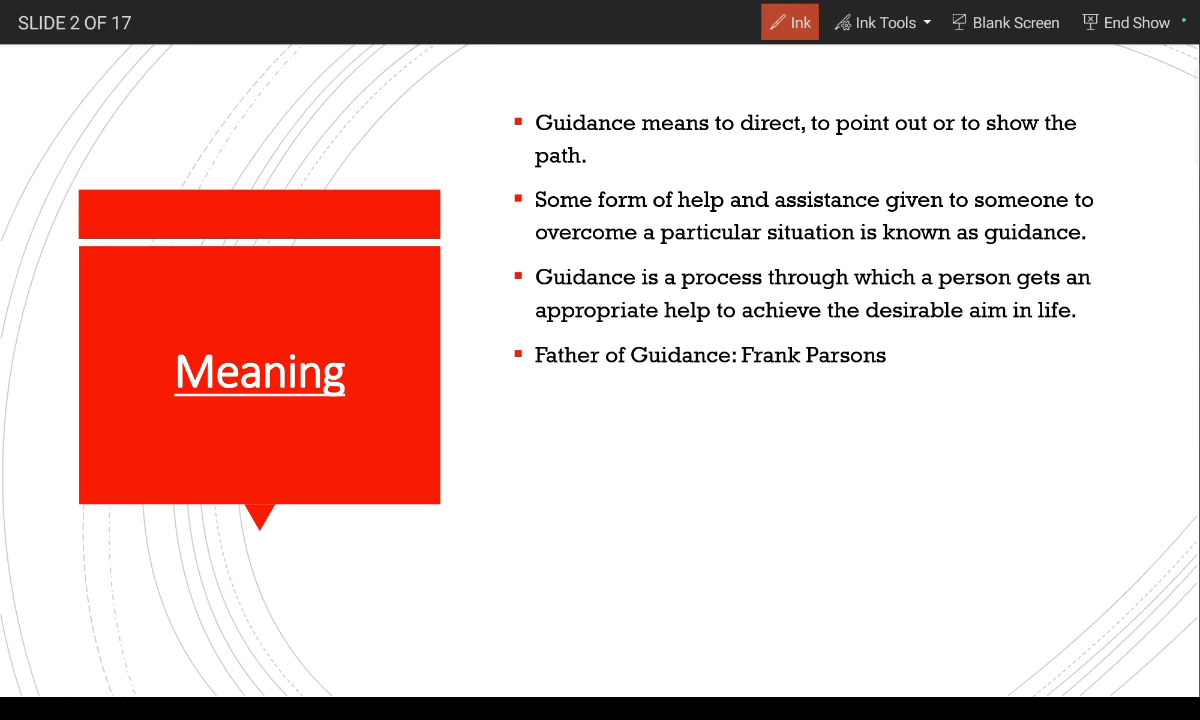 SLIDE 2 OF 17
Ink
Ink Tools
Blank Screen
End Show
Meaning
Guidance means to direct, to point out or to show the
path.
Some form of help and assistance given to someone to
overcome a particular situation is known as guidance.
Guidance is a process through which a person gets an
appropriate help to achieve the desirable aim in life.
Father of Guidance: Frank Parsons